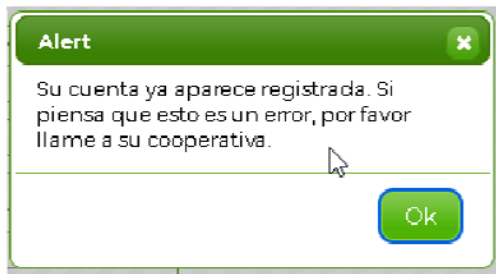 Alert
Su cuenta ya aparece registrada. Si
piensa que esto es un error, por favor
llame a su cooperativa.
Ok